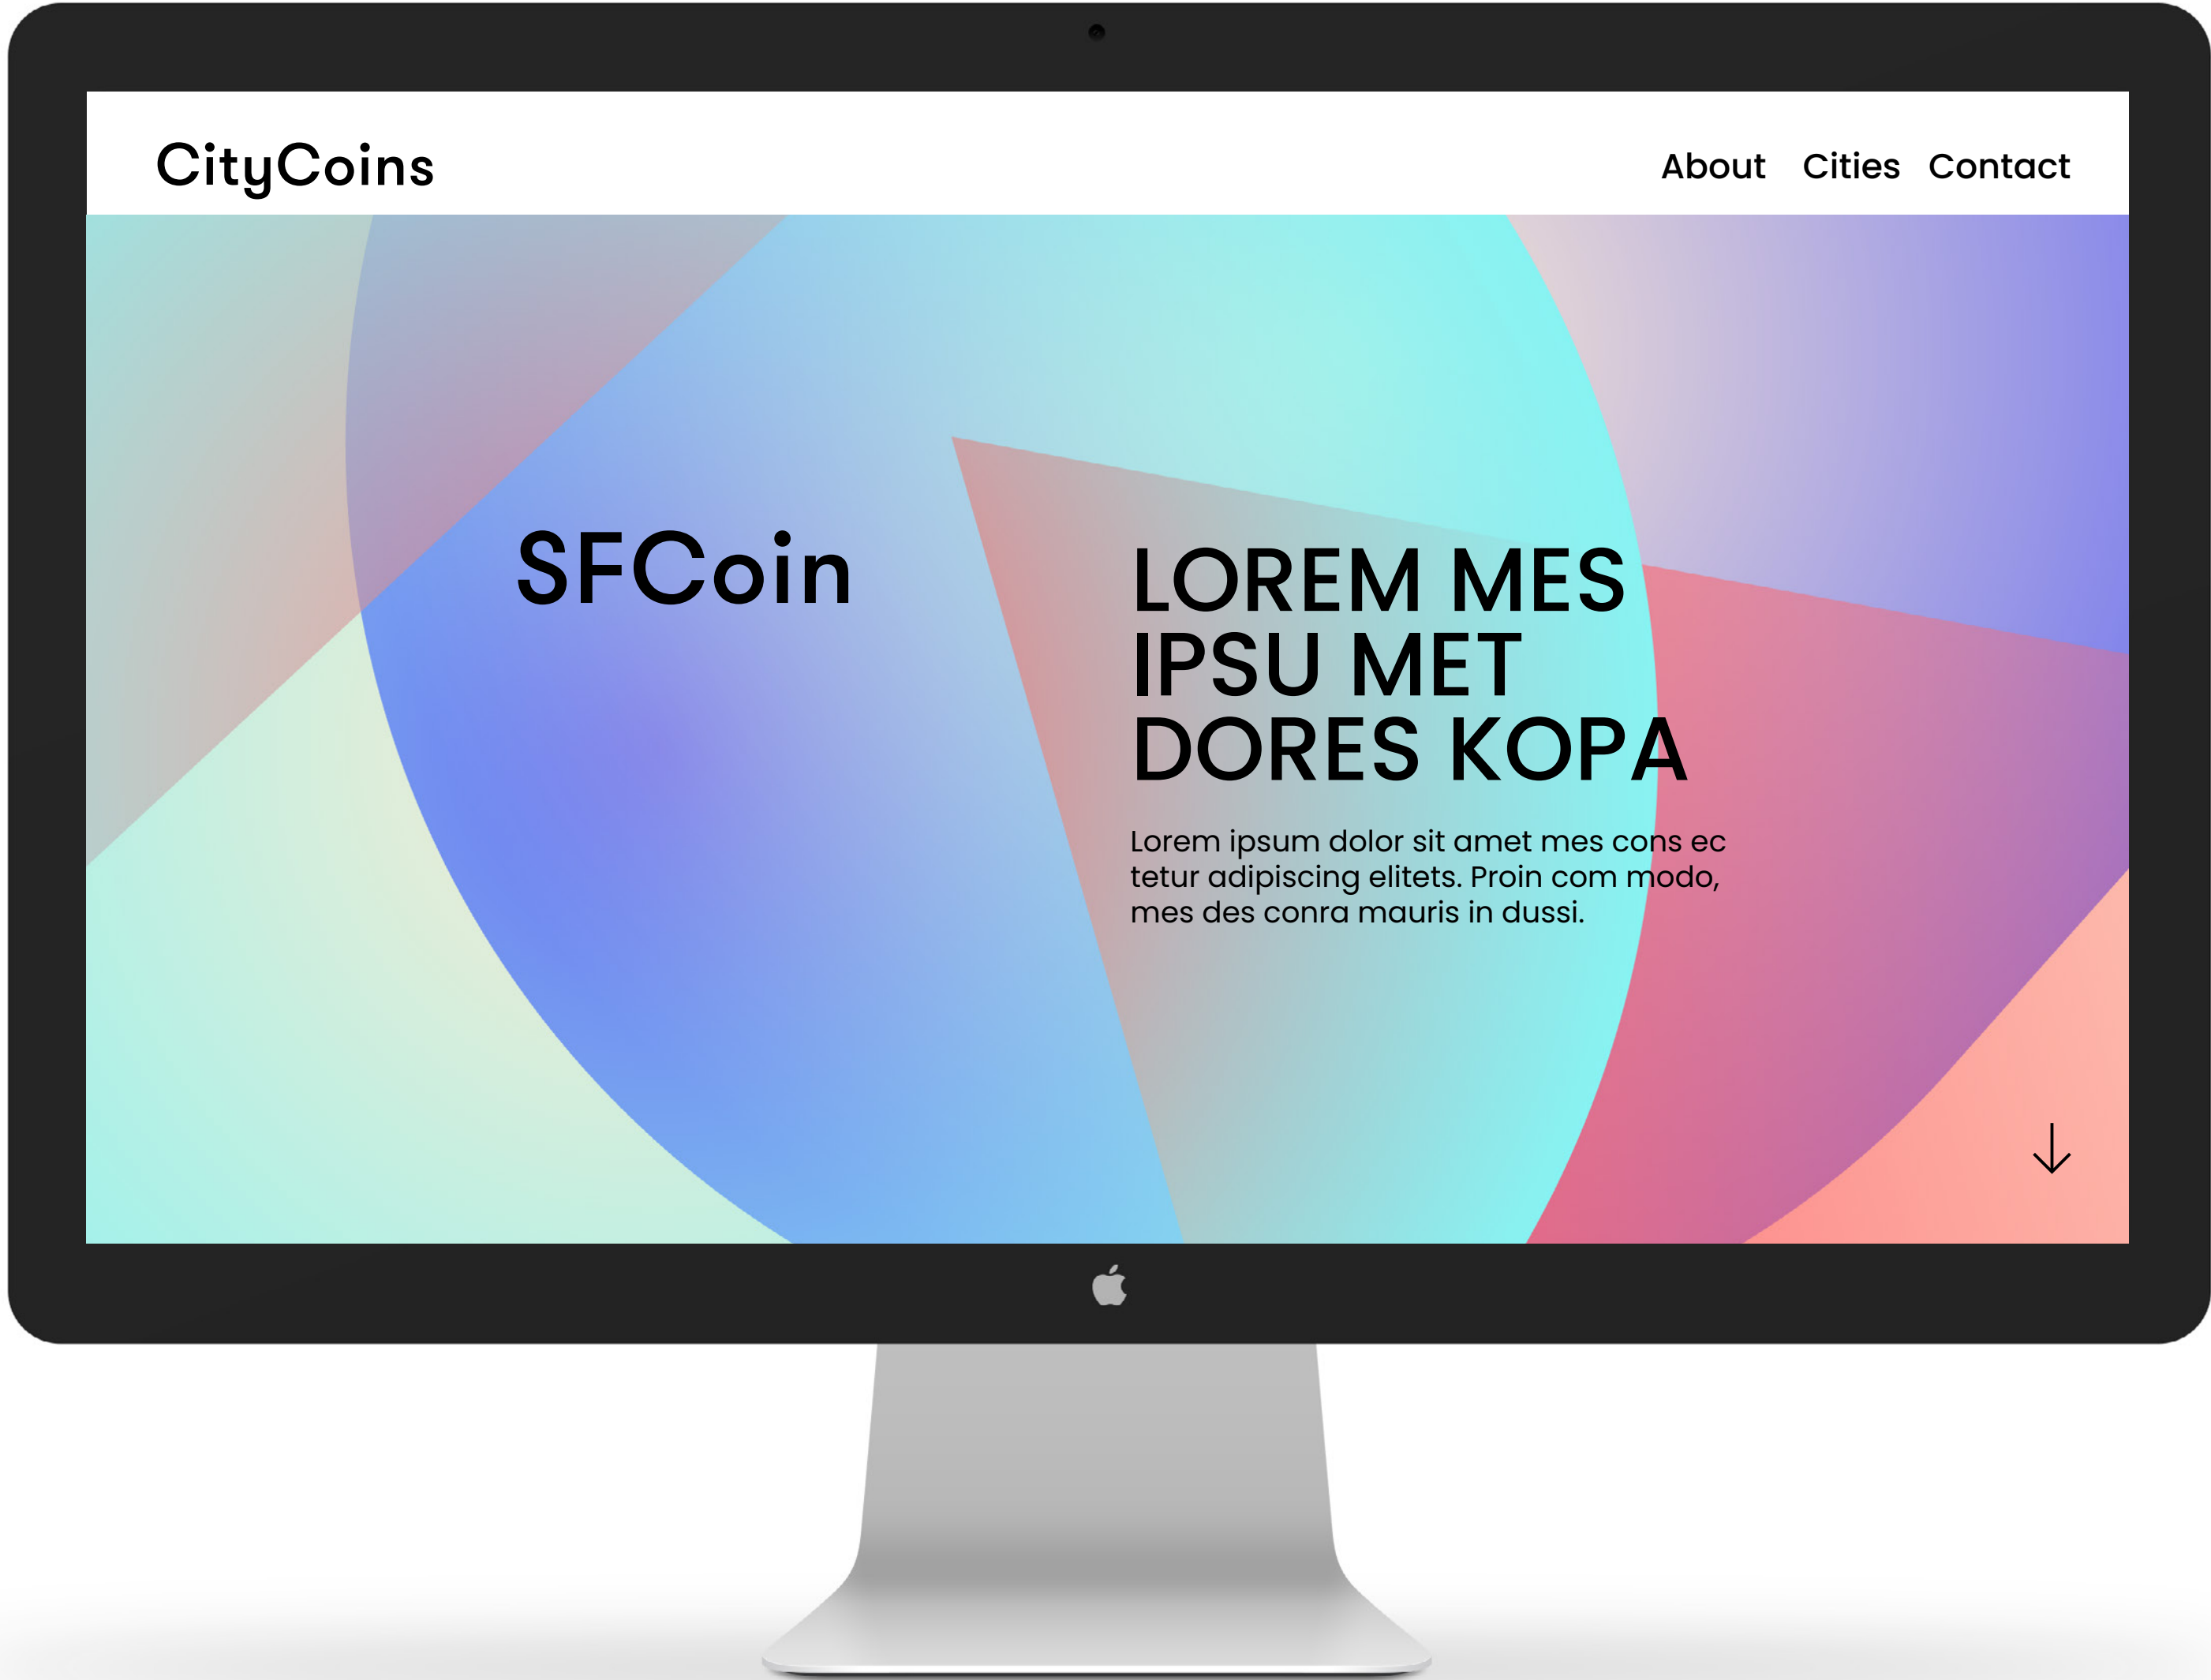 CityCoins
About Cities Contact
SFCoin
LOREM MES
IPSU MET
DORES KOPA
Lorem ipsum dolor sit amet mes cons ec
tetur adipiscing elitets. Proin com modo,
mes des conra mauris in dussi.